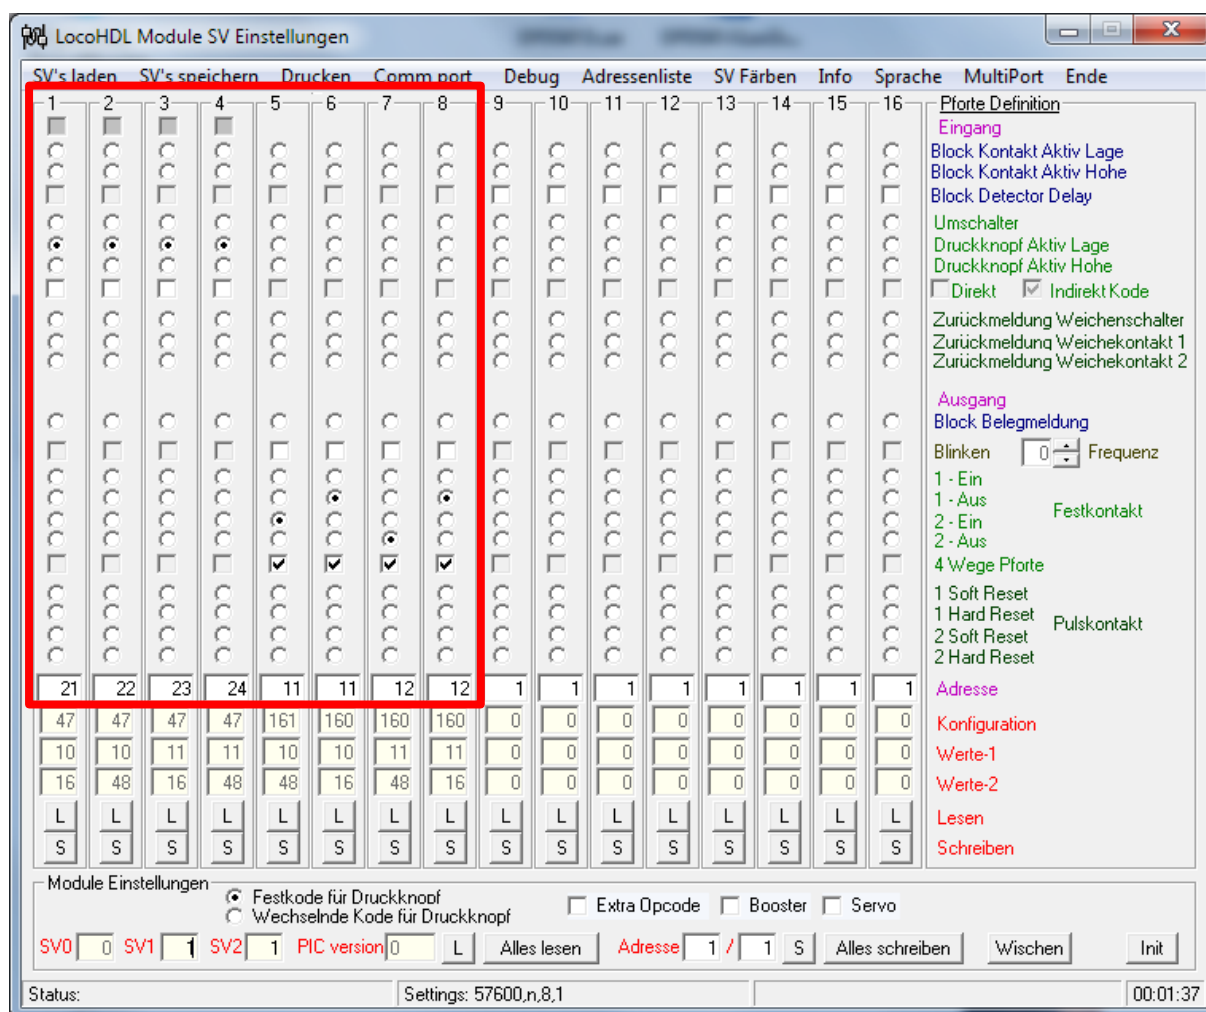 LocoHDL Module SV Einstellungen
SV's laden SV's speichern Drucken Comm port Debug Adressenliste SV Färben Info Sprache MultiPort Ende
1 2 3 4 5 6 7 8 9 10 11 12 13 14 15 16 Pforte Definition
Eingang
Block Kontakt Aktiv Lage
Block Kontakt Aktiv Hohe
Block Detector Delay
Umschalter
Druckknopf Aktiv Lage
Druckknopf Aktiv Hohe
Direkt Indirekt Kode
Zurückmeldung Weichenschalter
Zurückmeldung Weichekontakt 1
Zurückmeldung Weichekontakt 2
Ausgang
Block Belegmeldung
Blinken 0 Frequenz
1 - Ein
1 - Aus
Festkontakt
2 - Ein
2 - Aus
4 Wege Pforte
1 Soft Reset
1 Hard Reset
Pulskontakt
2 Soft Reset
2 Hard Reset
21 22 23 24 11 11 12 12 1 1 1 1 1 1 1 1 Adresse
47 47 47 47 161 160 160 160 0 0 0 0 0 0 0 0 Konfiguration
10 10 11 11 10 10 11 11 0 0 0 0 0 0 0 0 Werte-1
16 48 16 48 48 16 48 16 0 0 0 0 0 0 0 0 Werte-2
L L L L L L L L L L L L L L L L Lesen
S S S S S S S S S S S S S S S S Schreiben
Module Einstellungen
Festkode für Druckknopf
Wechselnde Kode für Druckknopf
Extra Opcode Booster Servo
SV0 0 SV1 1 SV2 1 PIC version 0 L Alles lesen Adresse 1 / 1 S Alles schreiben Wischen Init
Status: Settings: 57600,n,8,1 00:01:37